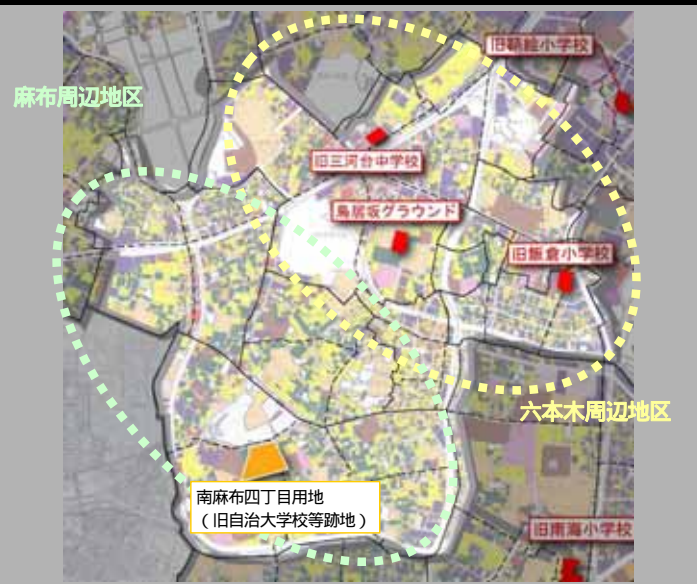 旧鞆絵小学校
麻布周辺地区
旧三河台中学校
鳥居坂グラウンド
旧飯倉小学校
六本木周辺地区
南麻布四丁目用地
（旧自治大学校等跡地）
旧南海小学校